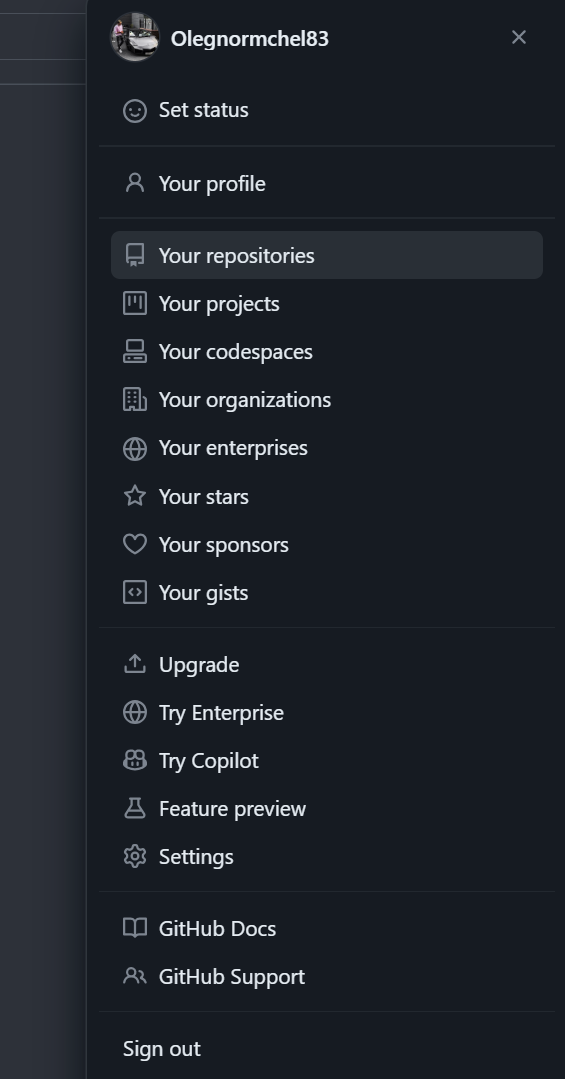 Olegnormchel83
Set status
Your profile
Your repositories
Your projects
Your codespaces
Your organizations
Your enterprises
Your stars
Your sponsors
Your gists
Upgrade
Try Enterprise
Try Copilot
Feature preview
Settings
GitHub Docs
GitHub Support
Sign out